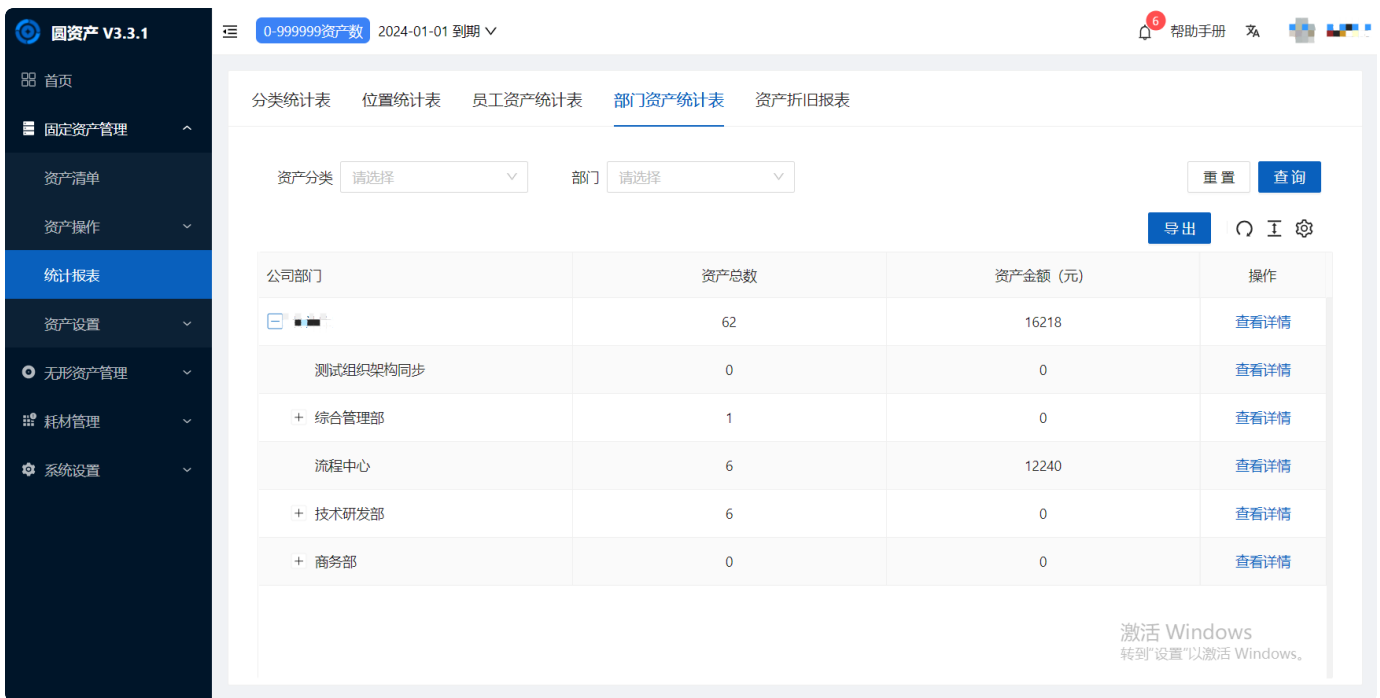 圆资产 V3.3.1
0-999999资产数 2024-01-01 到期
6
帮助手册
首页
固定资产管理
资产清单
资产操作
统计报表
资产设置
无形资产管理
耗材管理
系统设置
分类统计表 位置统计表 员工资产统计表 部门资产统计表 资产折旧报表
资产分类 请选择 部门 请选择 重置 查询
导出
公司部门 资产总数 资产金额（元） 操作
62 16218 查看详情
测试组织架构同步 0 0 查看详情
综合管理部 1 0 查看详情
流程中心 6 12240 查看详情
技术研发部 6 0 查看详情
商务部 0 0 查看详情
激活 Windows
转到"设置"以激活 Windows。